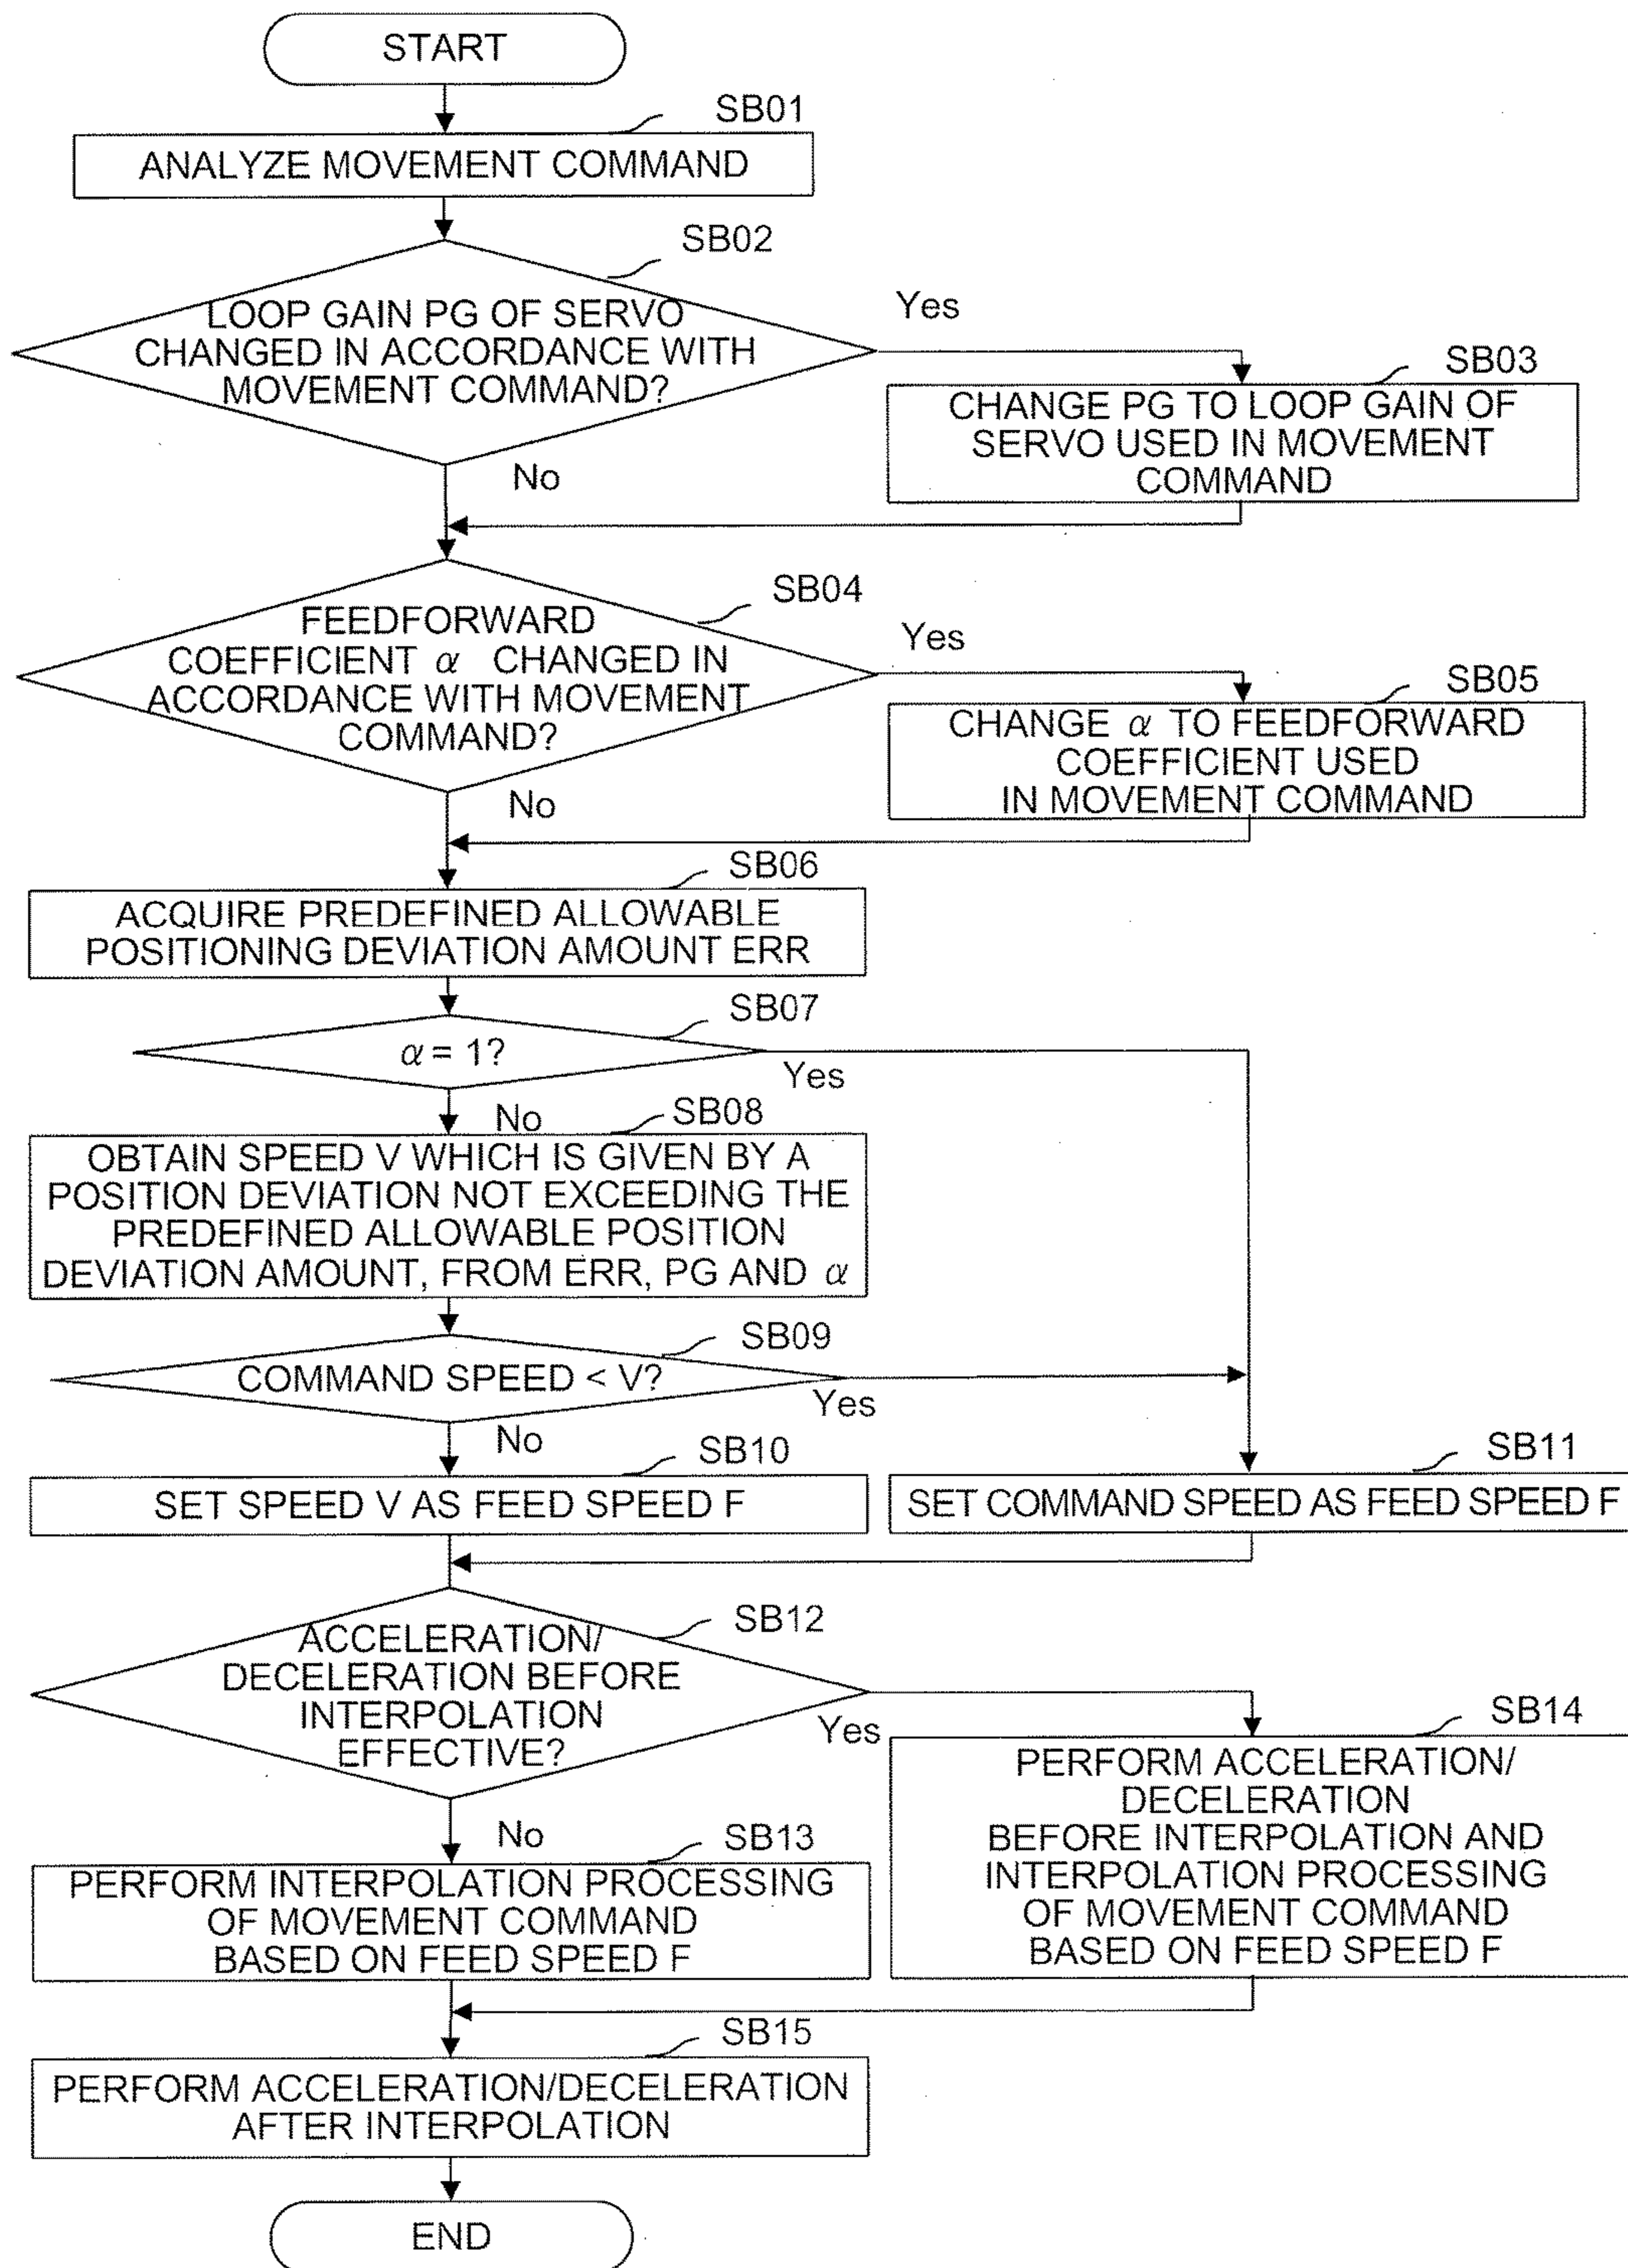 START
SB01
ANALYZE MOVEMENT COMMAND
SB02
LOOP GAIN PG OF SERVO
CHANGED IN ACCORDANCE WITH
MOVEMENT COMMAND?
Yes
No
SB03
CHANGE PG TO LOOP GAIN OF
SERVO USED IN MOVEMENT
COMMAND
SB04
FEEDFORWARD
COEFFICIENT α CHANGED IN
ACCORDANCE WITH MOVEMENT
COMMAND?
Yes
No
SB05
CHANGE α TO FEEDFORWARD
COEFFICIENT USED
IN MOVEMENT COMMAND
SB06
ACQUIRE PREDEFINED ALLOWABLE
POSITIONING DEVIATION AMOUNT ERR
SB07
α = 1?
Yes
No
SB08
OBTAIN SPEED V WHICH IS GIVEN BY A
POSITION DEVIATION NOT EXCEEDING THE
PREDEFINED ALLOWABLE POSITION
DEVIATION AMOUNT, FROM ERR, PG AND α
SB09
COMMAND SPEED < V?
Yes
No
SB10
SET SPEED V AS FEED SPEED F
SB11
SET COMMAND SPEED AS FEED SPEED F
SB12
ACCELERATION/
DECELERATION BEFORE
INTERPOLATION
EFFECTIVE?
Yes
No
SB13
PERFORM INTERPOLATION PROCESSING
OF MOVEMENT COMMAND
BASED ON FEED SPEED F
SB14
PERFORM ACCELERATION/
DECELERATION
BEFORE INTERPOLATION AND
INTERPOLATION PROCESSING
OF MOVEMENT COMMAND
BASED ON FEED SPEED F
SB15
PERFORM ACCELERATION/DECELERATION
AFTER INTERPOLATION
END